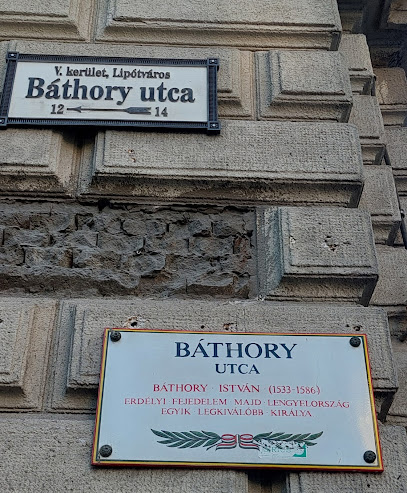 V. kerület, Lipótváros
Báthory utca
12 14
BÁTHORY
UTCA
BÁTHORY ISTVÁN (1533-1586)
ERDÉLYI FEJEDELEM MAJD LENGYELORSZÁG
EGYIK LEGKIVÁLÓBB KIRÁLYA